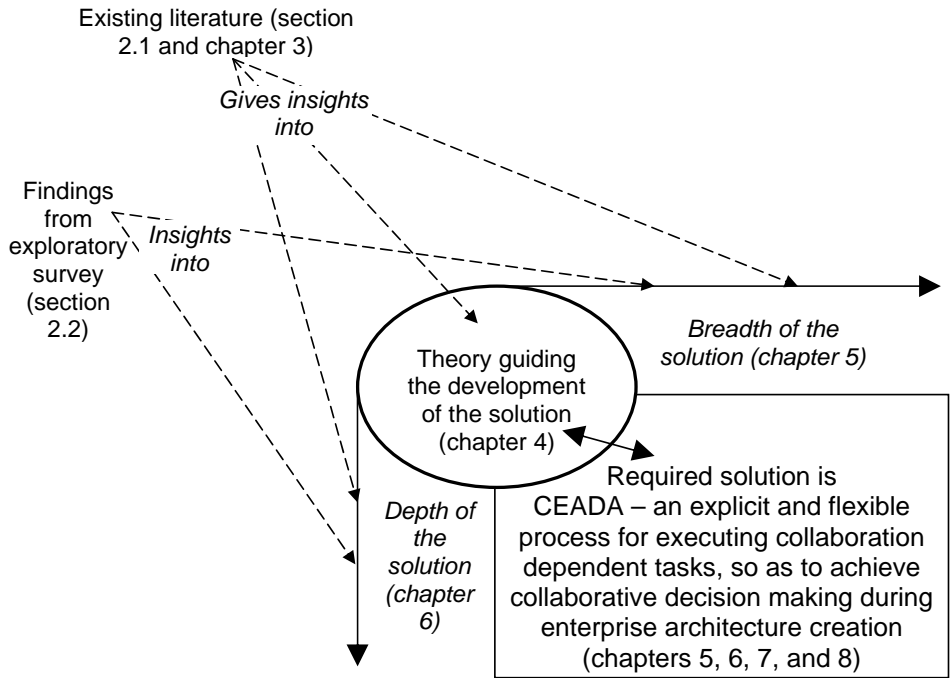 Existing literature (section
2.1 and chapter 3)
Gives insights
into
Findings
from
exploratory
survey
(section
2.2)
Insights
into
Breadth of the
solution (chapter 5)
Theory guiding
the development
of the solution
(chapter 4)
Depth of
the
solution
(chapter
6)
Required solution is
CEADA – an explicit and flexible
process for executing collaboration
dependent tasks, so as to achieve
collaborative decision making during
enterprise architecture creation
(chapters 5, 6, 7, and 8)